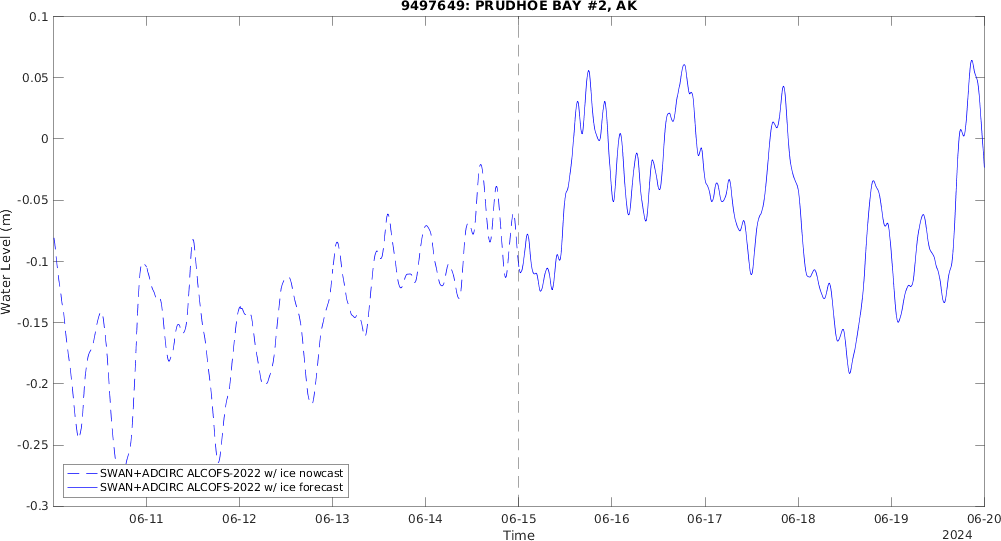 9497649: PRUDHOE BAY #2, AK
0.1
0.05
0
-0.05
-0.1
-0.15
-0.2
-0.25
-0.3
Water Level (m)
SWAN+ADCIRC ALCOFS-2022 w/ ice nowcast
SWAN+ADCIRC ALCOFS-2022 w/ ice forecast
06-11 06-12 06-13 06-14 06-15 06-16 06-17 06-18 06-19 06-20
Time
2024